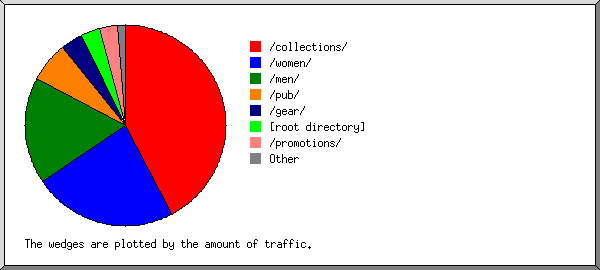 /collections/
/women/
/men/
/pub/
/gear/
[root directory]
/promotions/
Other
The wedges are plotted by the amount of traffic.